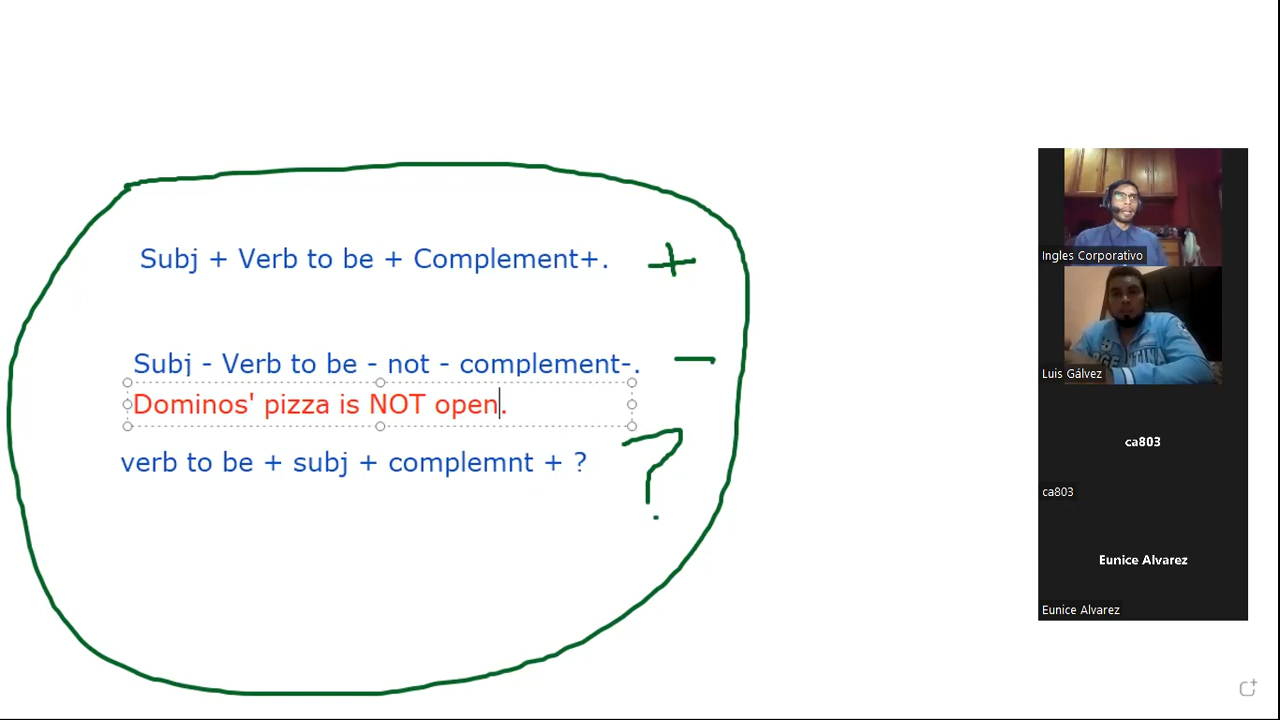 Subj + Verb to be + Complement+. +
Subj - Verb to be - not - complement-. -
Dominos' pizza is NOT open.
verb to be + subj + complemnt + ? ?
Ingles Corporativo
Luis Gálvez
ca803
ca803
Eunice Alvarez
Eunice Alvarez